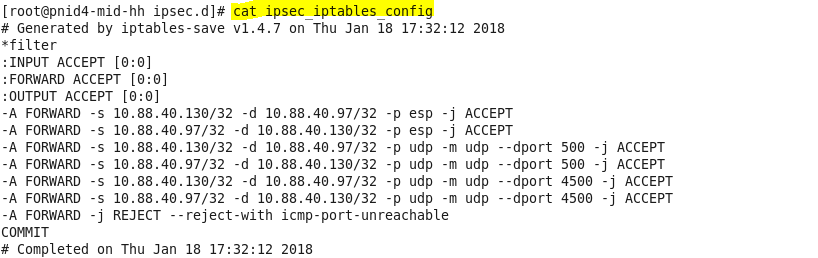 [root@pnid4-mid-hh ipsec.d]# cat ipsec_iptables_config
# Generated by iptables-save v1.4.7 on Thu Jan 18 17:32:12 2018
*filter
:INPUT ACCEPT [0:0]
:FORWARD ACCEPT [0:0]
:OUTPUT ACCEPT [0:0]
-A FORWARD -s 10.88.40.130/32 -d 10.88.40.97/32 -p esp -j ACCEPT
-A FORWARD -s 10.88.40.97/32 -d 10.88.40.130/32 -p esp -j ACCEPT
-A FORWARD -s 10.88.40.130/32 -d 10.88.40.97/32 -p udp -m udp --dport 500 -j ACCEPT
-A FORWARD -s 10.88.40.97/32 -d 10.88.40.130/32 -p udp -m udp --dport 500 -j ACCEPT
-A FORWARD -s 10.88.40.130/32 -d 10.88.40.97/32 -p udp -m udp --dport 4500 -j ACCEPT
-A FORWARD -s 10.88.40.97/32 -d 10.88.40.130/32 -p udp -m udp --dport 4500 -j ACCEPT
-A FORWARD -j REJECT --reject-with icmp-port-unreachable
COMMIT
# Completed on Thu Jan 18 17:32:12 2018